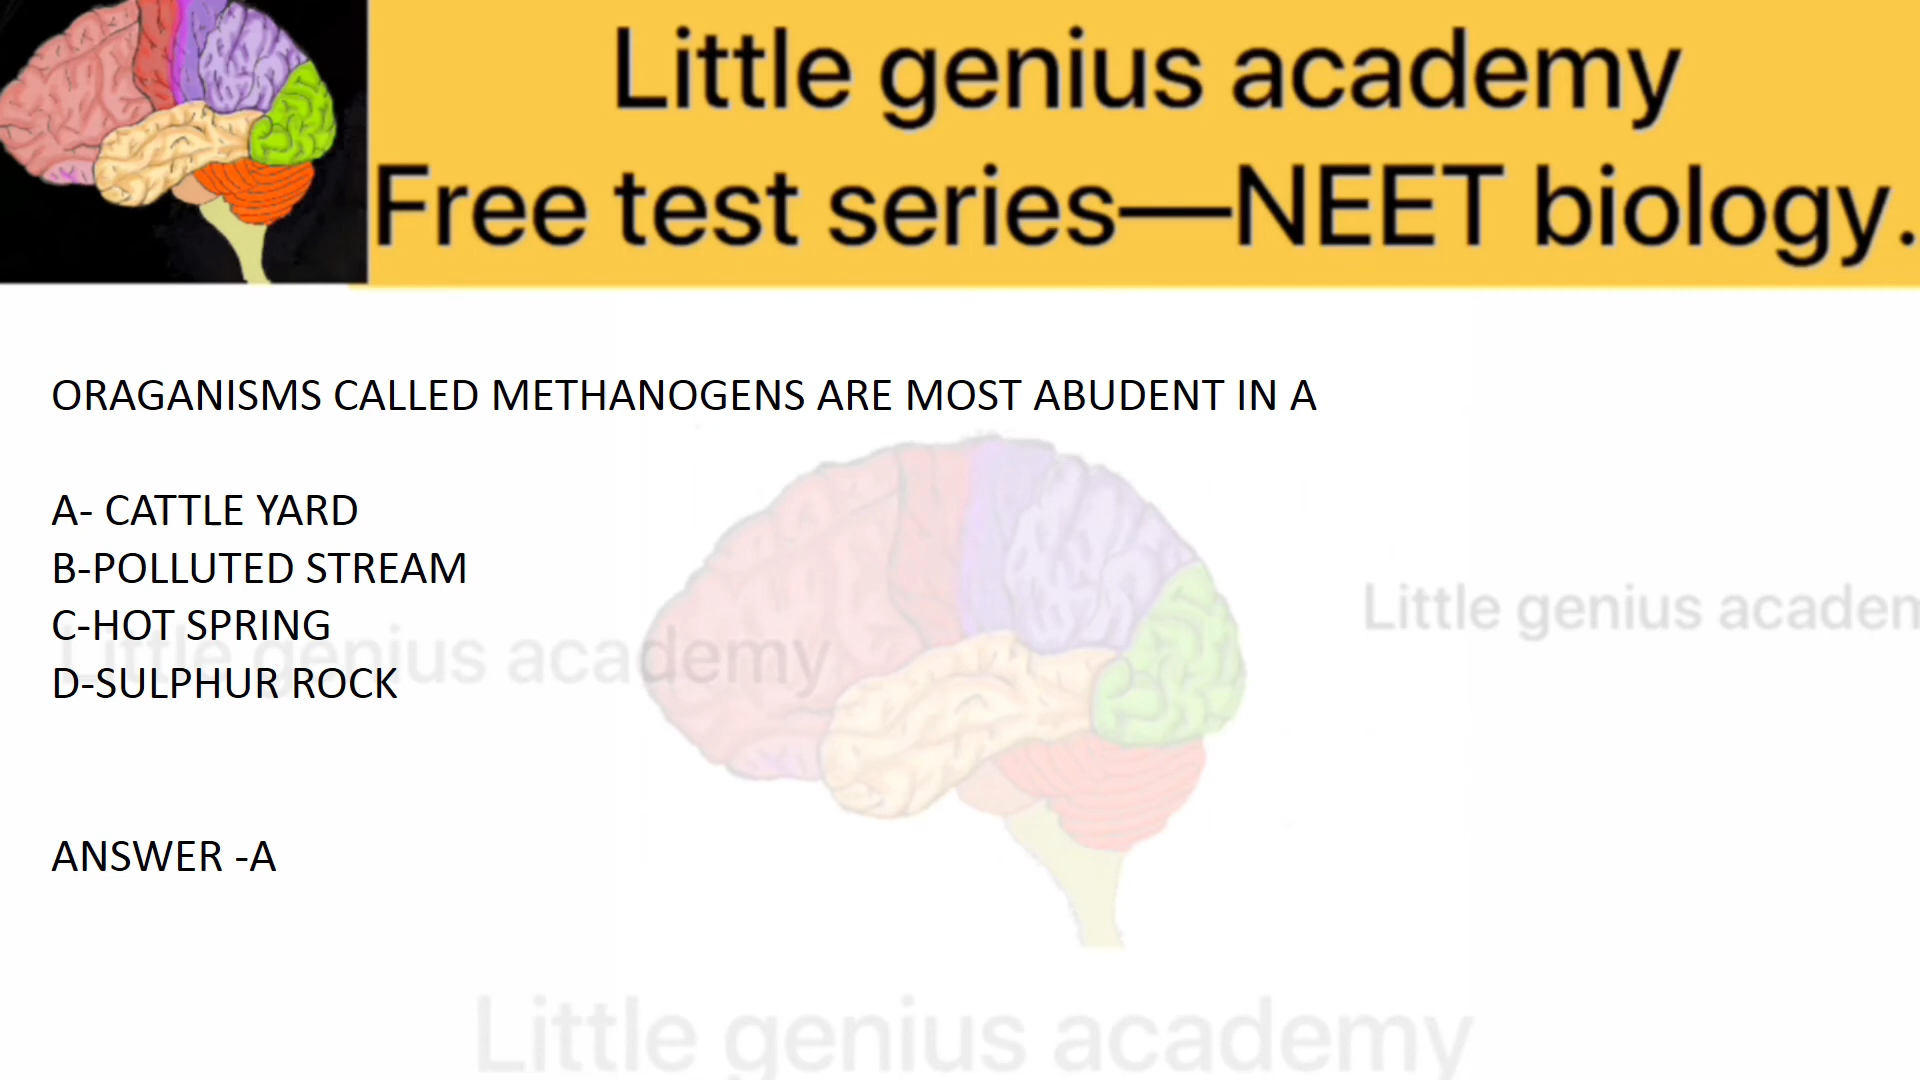 Little genius academy
Free test series—NEET biology.
ORAGANISMS CALLED METHANOGENS ARE MOST ABUDENT IN A
A- CATTLE YARD
B-POLLUTED STREAM
C-HOT SPRING
D-SULPHUR ROCK
Little genius academy
Little genius academ
ANSWER -A
Little genius academy